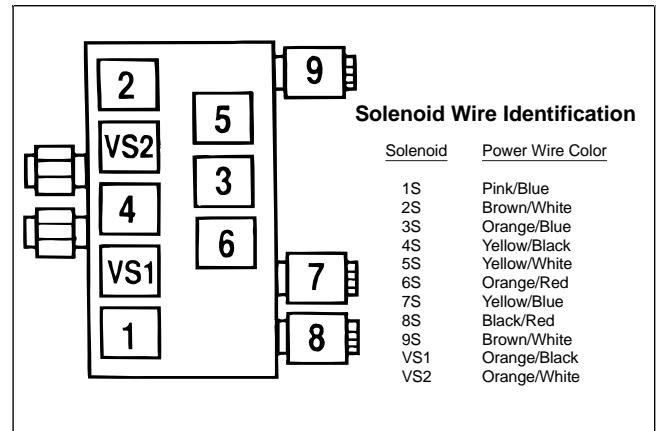 2
VS2
4
VS1
1
5
3
6
9
7
8
Solenoid Wire Identification
Solenoid Power Wire Color
1S Pink/Blue
2S Brown/White
3S Orange/Blue
4S Yellow/Black
5S Yellow/White
6S Orange/Red
7S Yellow/Blue
8S Black/Red
9S Brown/White
VS1 Orange/Black
VS2 Orange/White